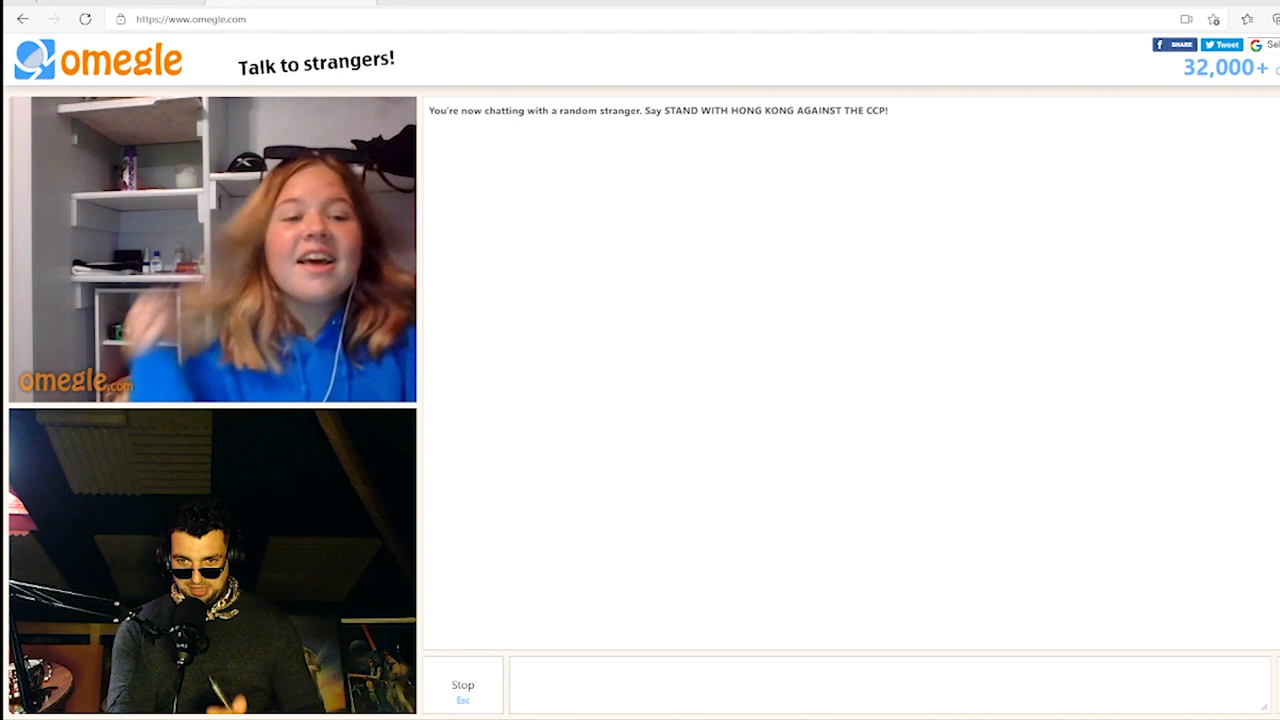 https://www.omegle.com
omegle
Talk to strangers!
SHARE
Tweet
G Sel
32,000+
You're now chatting with a random stranger. Say STAND WITH HONG KONG AGAINST THE CCP!
omegle.com
Stop
Esc